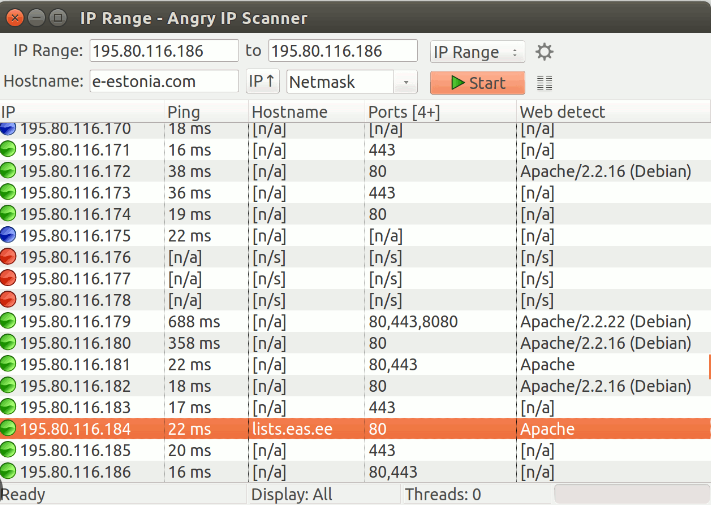 IP Range - Angry IP Scanner
IP Range: 195.80.116.186 to 195.80.116.186 IP Range
Hostname: e-estonia.com IP↑ Netmask Start
IP Ping Hostname Ports [4+] Web detect
195.80.116.170 18 ms [n/a] [n/a] [n/a]
195.80.116.171 16 ms [n/a] 443 [n/a]
195.80.116.172 38 ms [n/a] 80 Apache/2.2.16 (Debian)
195.80.116.173 36 ms [n/a] 443 [n/a]
195.80.116.174 19 ms [n/a] 80 [n/a]
195.80.116.175 22 ms [n/a] [n/a] [n/a]
195.80.116.176 [n/a] [n/s] [n/s] [n/s]
195.80.116.177 [n/a] [n/s] [n/s] [n/s]
195.80.116.178 [n/a] [n/s] [n/s] [n/s]
195.80.116.179 688 ms [n/a] 80,443,8080 Apache/2.2.22 (Debian)
195.80.116.180 358 ms [n/a] 80 Apache/2.2.16 (Debian)
195.80.116.181 22 ms [n/a] 80,443 Apache
195.80.116.182 18 ms [n/a] 80 Apache/2.2.16 (Debian)
195.80.116.183 17 ms [n/a] 443 [n/a]
195.80.116.184 22 ms lists.eas.ee 80 Apache
195.80.116.185 20 ms [n/a] 443 [n/a]
195.80.116.186 16 ms [n/a] 80,443 [n/a]
Ready Display: All Threads: 0